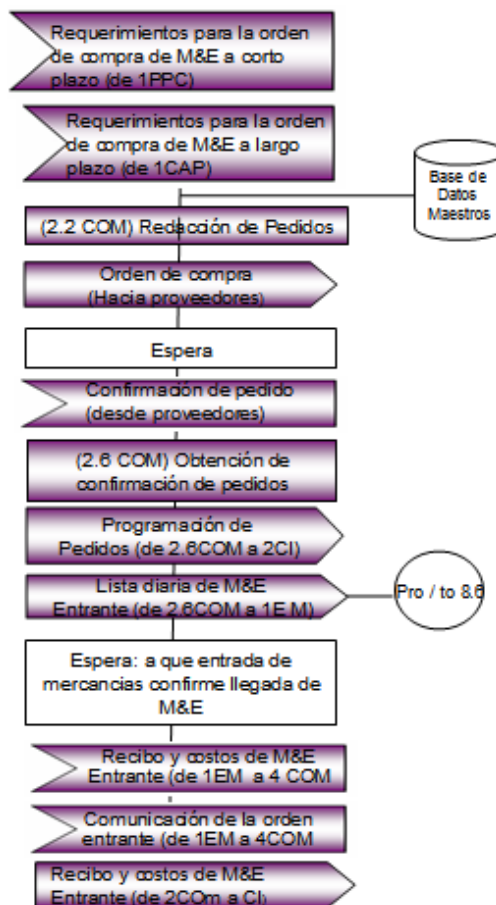 Requerimientos para la orden
de compra de M&E a corto
plazo (de 1PPC)
Requerimientos para la orden
de compra de M&E a largo
plazo (de 1CAP)
Base de
Datos
Maestros
(2.2 COM) Redacción de Pedidos
Orden de compra
(Hacia proveedores)
Espera
Confirmación de pedido
(desde proveedores)
(2.6 COM) Obtención de
confirmación de pedidos
Programación de
Pedidos (de 2.6COM a 2CI)
Lista diaria de M&E
Entrante (de 2.6COM a 1E M)
Pro / to 8.6
Espera: a que entrada de
mercancias confirme llegada de
M&E
Recibo y costos de M&E
Entrante (de 1EM a 4 COM
Comunicación de la orden
entrante (de 1EM a 4COM
Recibo y costos de M&E
Entrante (de 2COm a CI)